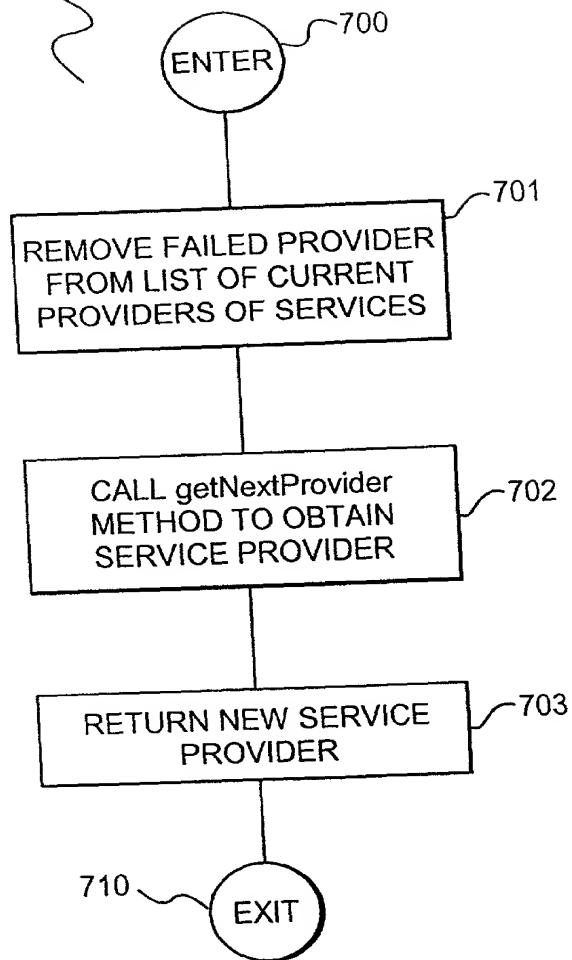 700
ENTER
701
REMOVE FAILED PROVIDER
FROM LIST OF CURRENT
PROVIDERS OF SERVICES
702
CALL getNextProvider
METHOD TO OBTAIN
SERVICE PROVIDER
703
RETURN NEW SERVICE
PROVIDER
710
EXIT